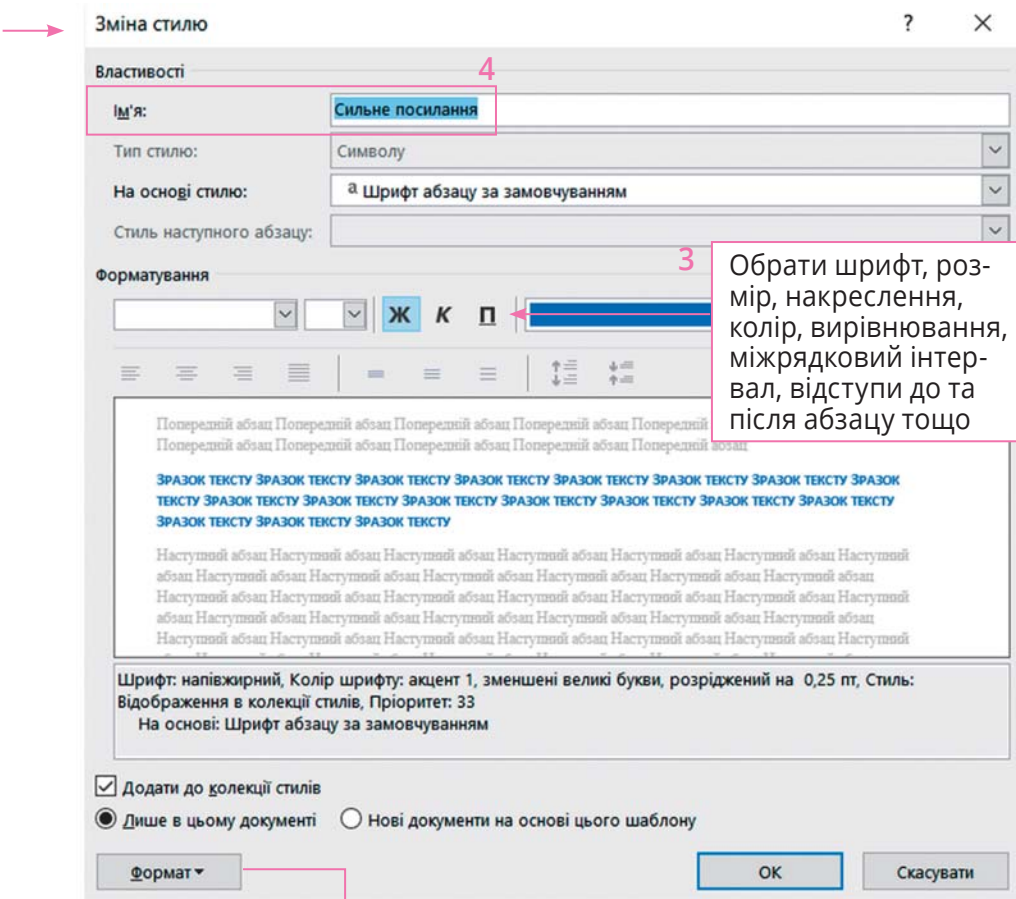 Зміна стилю ? ✕
Властивості
4
Ім'я: Сильне посилання
Тип стилю: Символу
На основі стилю: a Шрифт абзацу за замовчуванням
Стиль наступного абзацу:
Форматування
3
Обрати шрифт, роз-
мір, накреслення,
колір, вирівнювання,
міжрядковий інтер-
вал, відступи до та
після абзацу тощо
Ж К П
Попередній абзац Попередній абзац Попередній абзац Попередній абзац Попередній
Попередній абзац Попередній абзац Попередній абзац Попередній абзац Попередній абзац
ЗРАЗОК ТЕКСТУ ЗРАЗОК ТЕКСТУ ЗРАЗОК ТЕКСТУ ЗРАЗОК ТЕКСТУ ЗРАЗОК ТЕКСТУ ЗРАЗОК ТЕКСТУ ЗРАЗОК ТЕКСТУ ЗРАЗОК
ТЕКСТУ ЗРАЗОК ТЕКСТУ ЗРАЗОК ТЕКСТУ ЗРАЗОК ТЕКСТУ ЗРАЗОК ТЕКСТУ ЗРАЗОК ТЕКСТУ ЗРАЗОК ТЕКСТУ ЗРАЗОК ТЕКСТУ
ЗРАЗОК ТЕКСТУ ЗРАЗОК ТЕКСТУ ЗРАЗОК ТЕКСТУ
Наступний абзац Наступний абзац Наступний абзац Наступний абзац Наступний абзац Наступний абзац Наступний
абзац Наступний абзац Наступний абзац Наступний абзац Наступний абзац Наступний абзац Наступний абзац
Наступний абзац Наступний абзац Наступний абзац Наступний абзац Наступний абзац Наступний абзац Наступний
абзац Наступний абзац Наступний абзац Наступний абзац Наступний абзац Наступний абзац Наступний абзац
Наступний абзац Наступний абзац Наступний абзац Наступний абзац Наступний абзац Наступний абзац Наступний
Шрифт: напівжирний, Колір шрифту: акцент 1, зменшені великі букви, розріджений на 0,25 пт, Стиль:
Відображення в колекції стилів, Пріоритет: 33
На основі: Шрифт абзацу за замовчуванням
Додати до колекції стилів
Лише в цьому документі Нові документи на основі цього шаблону
Формат ОК Скасувати